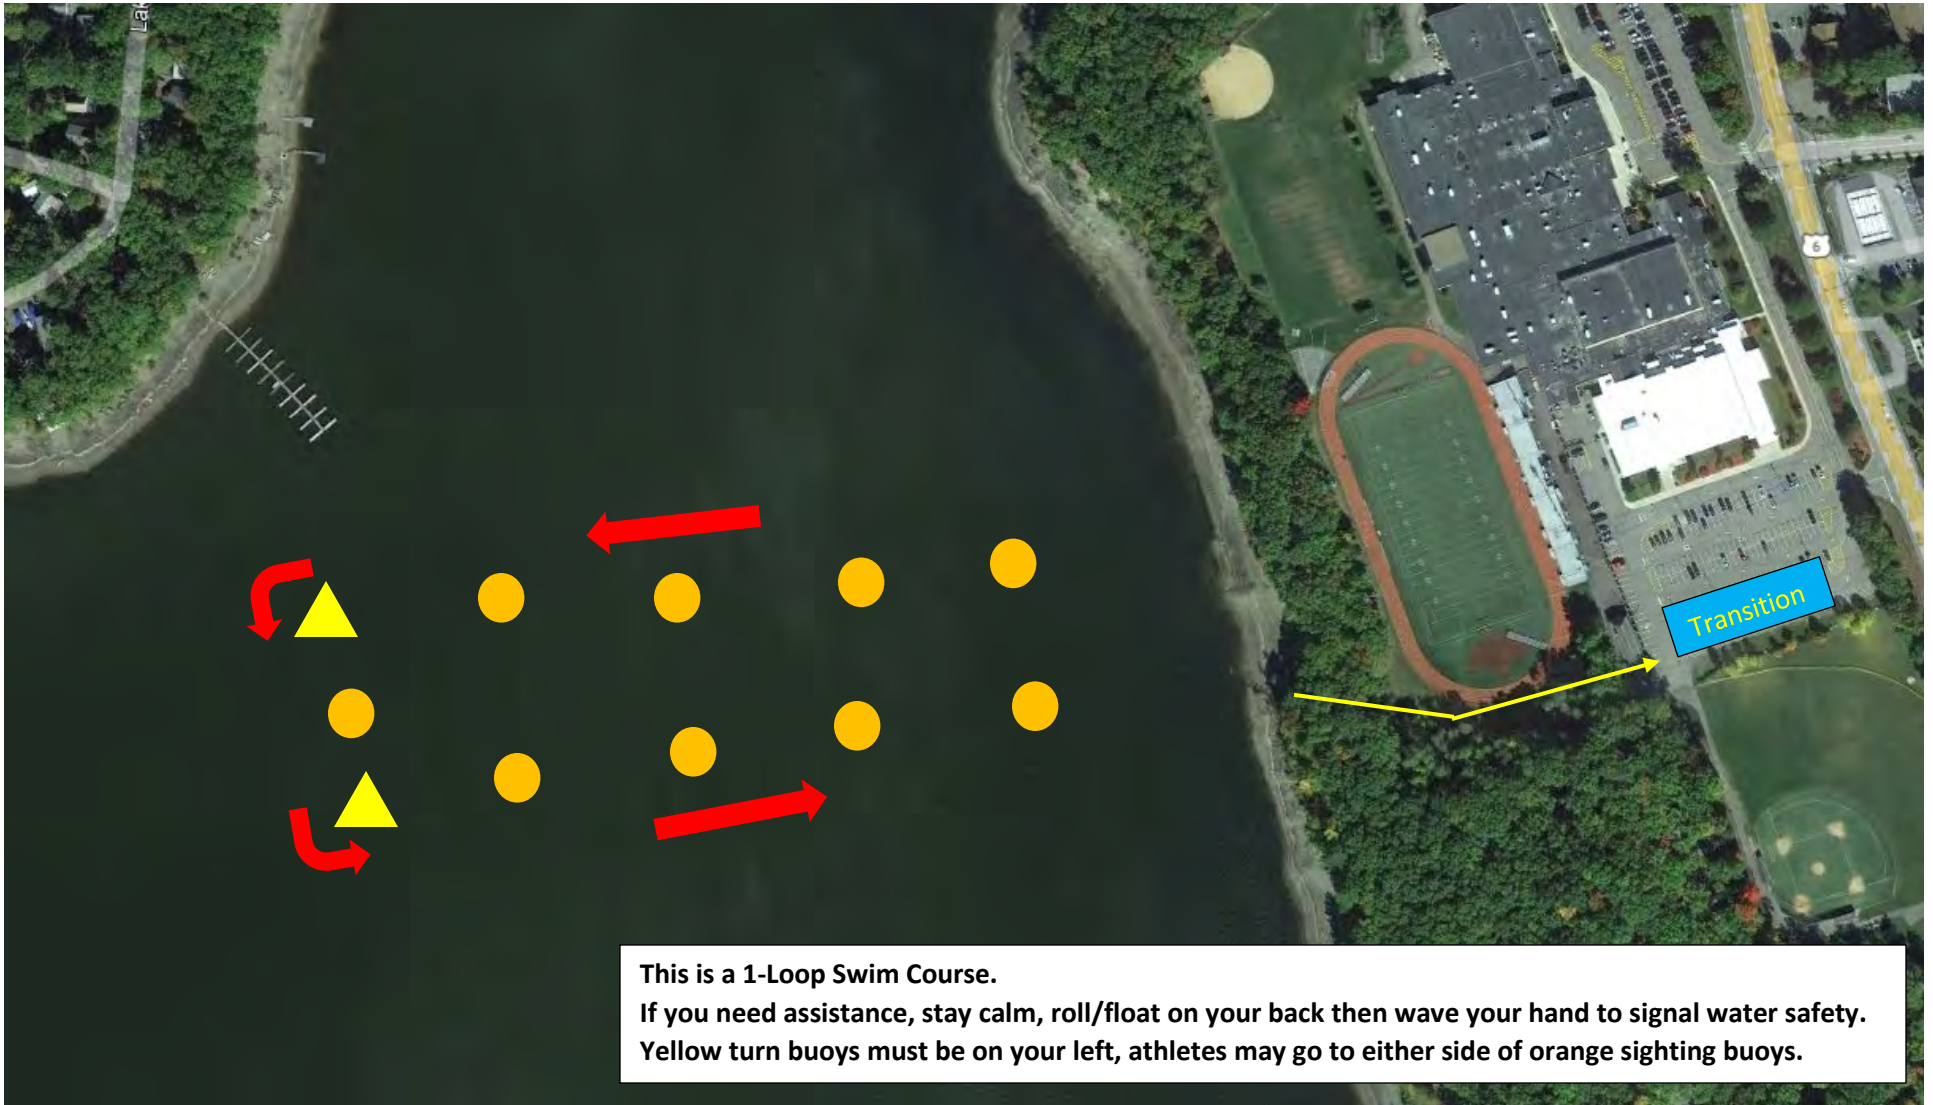 Lak
6
Transition
This is a 1-Loop Swim Course.
If you need assistance, stay calm, roll/float on your back then wave your hand to signal water safety.
Yellow turn buoys must be on your left, athletes may go to either side of orange sighting buoys.